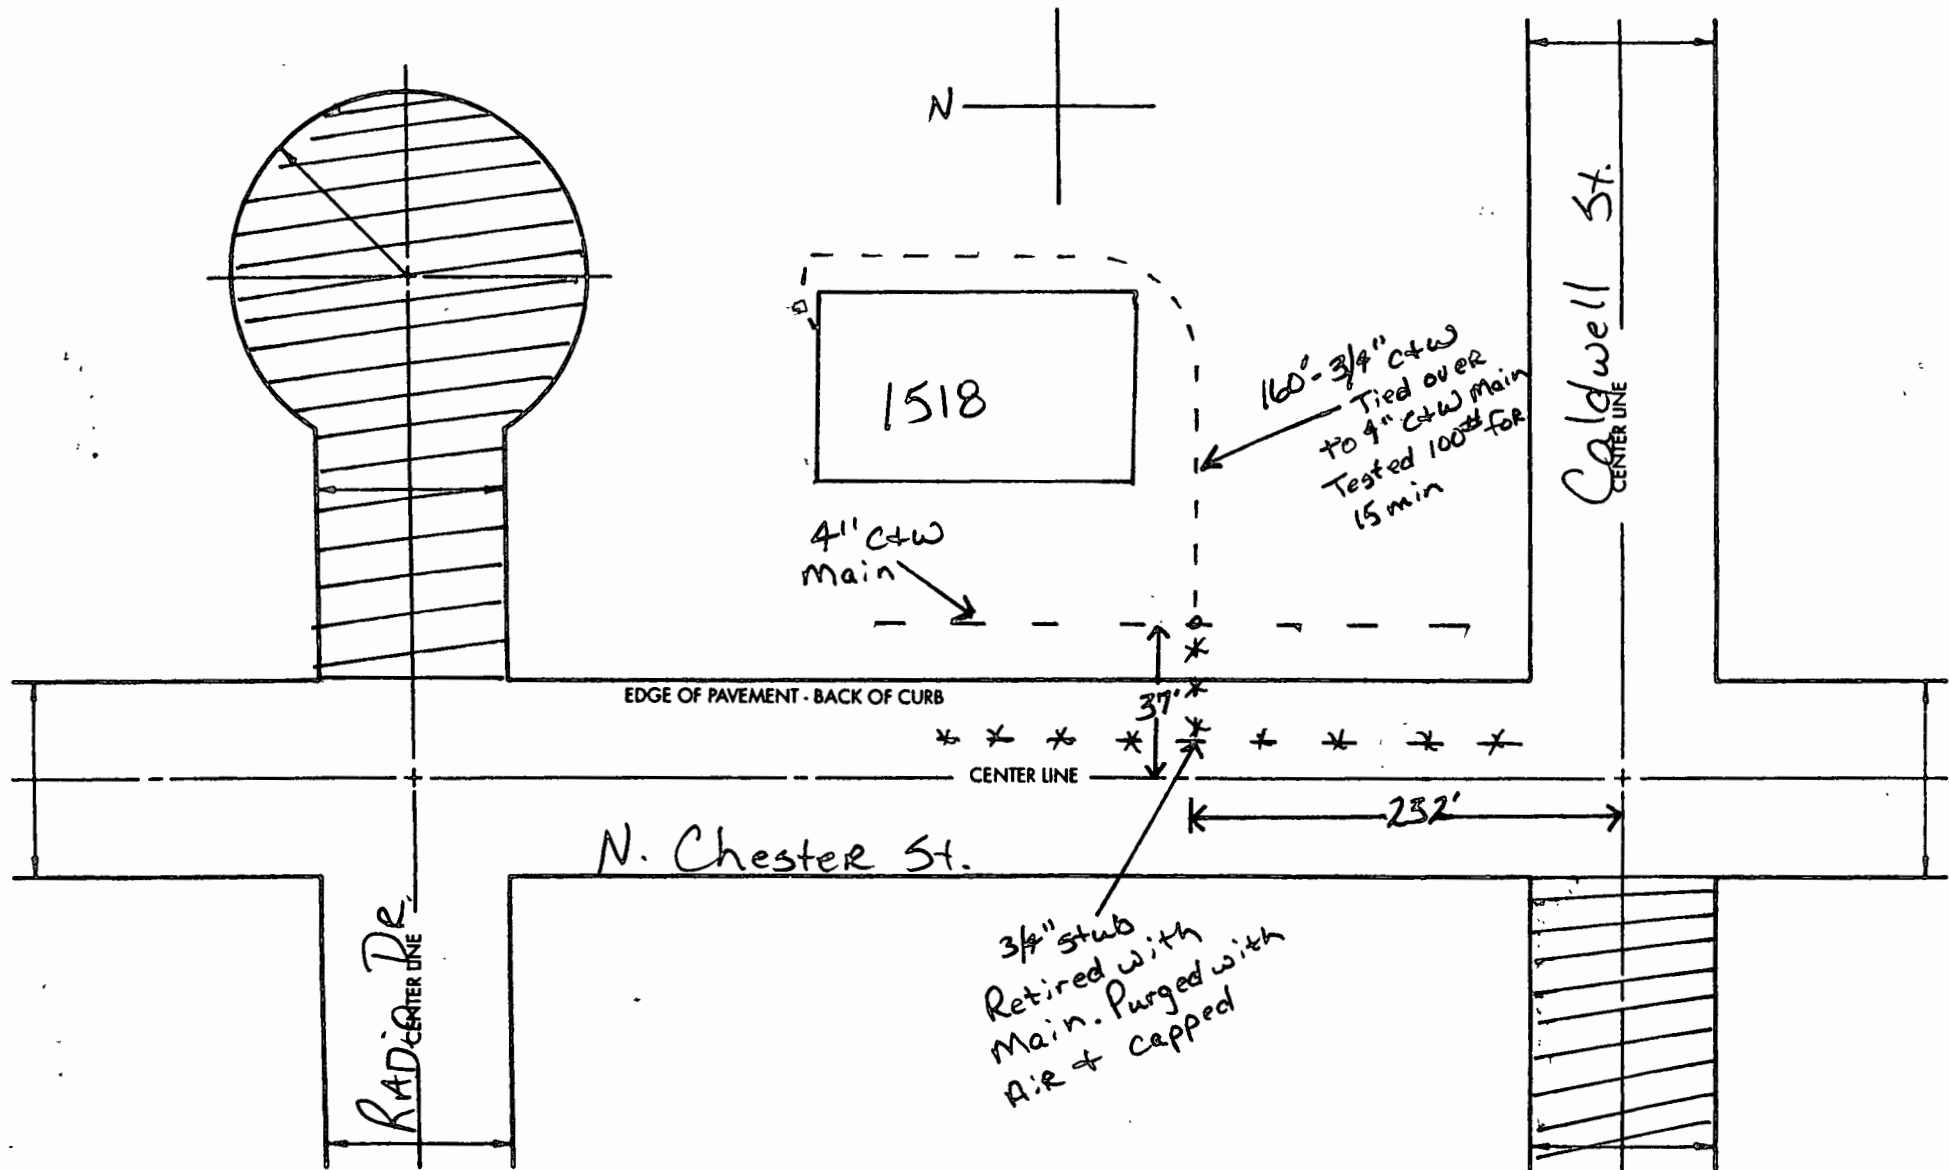 N
Caldwell St.
CENTER LINE
1518
160'-3/4" C+W
Tied over
to 4" C+W Main
Tested 100# FOR
15 min
4" C+W
Main
EDGE OF PAVEMENT - BACK OF CURB
37'
CENTER LINE
232'
N. Chester St.
RADIO DR.
CENTER LINE
3/4" stub
Retired with
Main. Purged with
AIR + capped